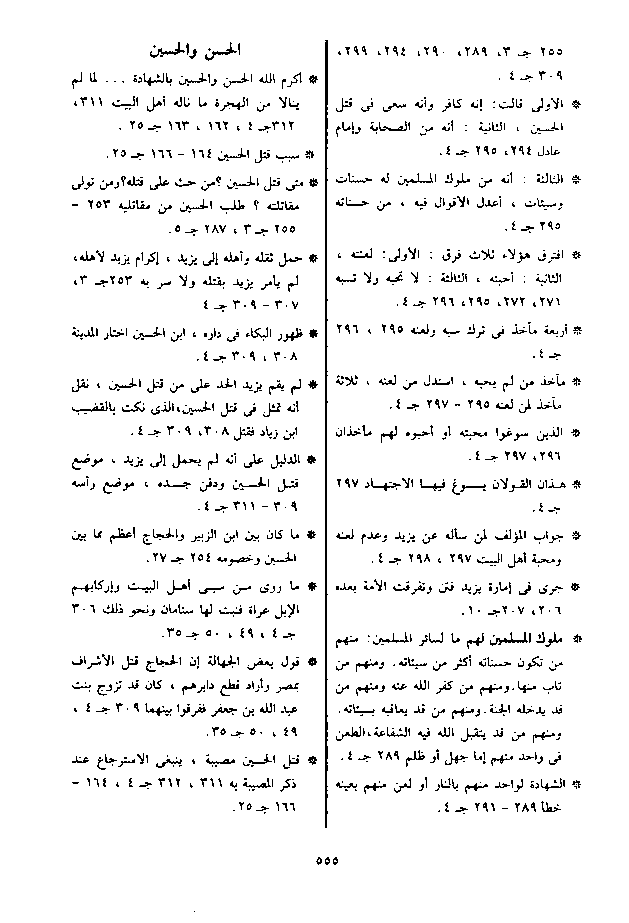 ٢٥٥ جـ ٣، ٢٨٩، ٢٩٠، ٢٩٤، ٢٩٩،
٣٠٩ جـ ٤.
* الأولى قالت: إنه كافر وأنه سعى فى قتل
الحسين ، الثانية : أنه من الصحابة وإمام
عادل ٢٩٤، ٢٩٥ جـ ٤.
* الثالثة : أنه من ملوك المسلمين له حسنات
وسيئات ، أعدل الأقوال فيه ، من حسناته
٢٩٥ جـ ٤.
* افترق هؤلاء ثلاث فرق : الأولى: لعنته ،
الثانية : أحبته ، الثالثة : لا تحبه ولا تسبه
٢٧١، ٢٧٢، ٢٩٥، ٢٩٦ جـ ٤.
* أربعة مآخذ فى ترك سبه ولعنه ٢٩٥ ، ٢٩٦
جـ ٤.
* مآخذ من لم يحبه ، استدل من لعنه ، ثلاثة
مآخذ لمن لعنه ٢٩٥ – ٢٩٧ جـ ٤.
* الذين سوغوا محبته أو أحبوه لهم مأخذان
٢٩٦، ٢٩٧ جـ ٤.
* هذان القولان يسوغ فيها الاجتهاد ٢٩٧
جـ ٤.
* جواب المؤلف لمن سأله عن يزيد وعدم لعنه
ومحبة أهل البيت ٢٩٧ ، ٢٩٨ جـ ٤.
* جرى فى إمارة يزيد فتن وتفرقت الأمة بعده
٢٠٦، ٢٠٧ جـ ١٠.
* ملوك المسلمين لهم ما لسائر المسلمين: منهم
من تكون حسناته أكثر من سيئاته. ومنهم من
تاب منها. ومنهم من كفر الله عنه ومنهم من
قد يدخله الجنة. ومنهم من قد يعاقبه بسيئاته.
ومنهم من قد يتقبل الله فيه الشفاعة، الطعن
فى واحد منهم إما جهل أو ظلم ٢٨٩ جـ ٤.
* الشهادة لواحد منهم بالنار أو لعن منهم بعينه
خطأ ٢٨٩ – ٢٩١ جـ ٤.
الحسن والحسين
* أكرم الله الحسن والحسين بالشهادة ... لما لم
ينالا من الهجرة ما ناله أهل البيت ٣١١،
٣١٢جـ ٤ ، ١٦٢ ، ١٦٣ جـ ٢٥.
* سبب قتل الحسين ١٦٤ – ١٦٦ جـ ٢٥.
* متى قتل الحسين ؟من حث على قتله؟ومن تولى
مقاتلته ؟ طلب الحسين من مقاتليه ٢٥٣ –
٢٥٥ جـ ٣ ، ٢٨٧ جـ ٥.
* حمل ثقله وأهله إلى يزيد ، إكرام يزيد لأهله،
لم يأمر يزيد بقتله ولا سر به ٢٥٣جـ ٣،
٣٠٧ – ٣٠٩ جـ ٤
* ظهور البكاء فى داره ، ابن الحسين اختار المدينة
٣٠٨ ، ٣٠٩ جـ ٤.
* لم يقم يزيد الحد على من قتل الحسين ، نقل
أنه تمثل فى قتل الحسين،الذى نكت بالقضيب
ابن زياد فقتل ٣٠٨، ٣٠٩ جـ ٤.
* الدليل على أنه لم يحمل إلى يزيد ، موضع
قتل الحسين ودفن جسده ، موضع رأسه
٣٠٩ – ٣١١ جـ ٤.
* ما كان بين ابن الزبير والحجاج أعظم مما بين
الحسين وخصومه ٢٥٤ جـ ٢٧.
* ما روى من سبى أهل البيت وإركابهم
الإبل عراة فنبت لها سنامان ونحو ذلك ٣٠٦
جـ ٤ ، ٤٩ ، ٥٠ جـ ٣٥.
* قول بعض الجهالة إن الحجاج قتل الأشراف
بمصر وأراد قطع دابرهم ، كان قد تزوج بنت
عبد الله بن جعفر ففرقوا بينهما ٣٠٩ جـ ٤ ،
٤٩ ، ٥٠ جـ ٣٥.
* قتل الحسين مصيبة ، ينبغى الاسترجاع عند
ذكر المصيبة به ٣١١ ، ٣١٢ جـ ٤ ، ١٦٤ –
١٦٦ جـ ٢٥.
٥٥٥